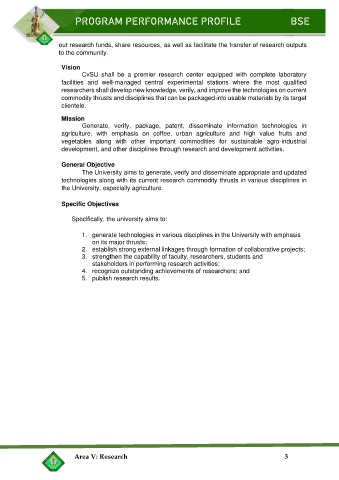 PROGRAM PERFORMANCE PROFILE BSE
out research funds, share resources, as well as facilitate the transfer of research outputs
to the community.
Vision
CvSU shall be a premier research center equipped with complete laboratory
facilities and well-managed central experimental stations where the most qualified
researchers shall develop new knowledge, verify, and improve the technologies on current
commodity thrusts and disciplines that can be packaged into usable materials by its target
clientele.
Mission
Generate, verify, package, patent, disseminate information technologies in
agriculture, with emphasis on coffee, urban agriculture and high value fruits and
vegetables along with other important commodities for sustainable agro-industrial
development, and other disciplines through research and development activities.
General Objective
The University aims to generate, verify and disseminate appropriate and updated
technologies along with its current research commodity thrusts in various disciplines in
the University, especially agriculture.
Specific Objectives
Specifically, the university aims to:
1. generate technologies in various disciplines in the University with emphasis
on its major thrusts;
2. establish strong external linkages through formation of collaborative projects;
3. strengthen the capability of faculty, researchers, students and
stakeholders in performing research activities;
4. recognize outstanding achievements of researchers; and
5. publish research results.
Area V: Research 3